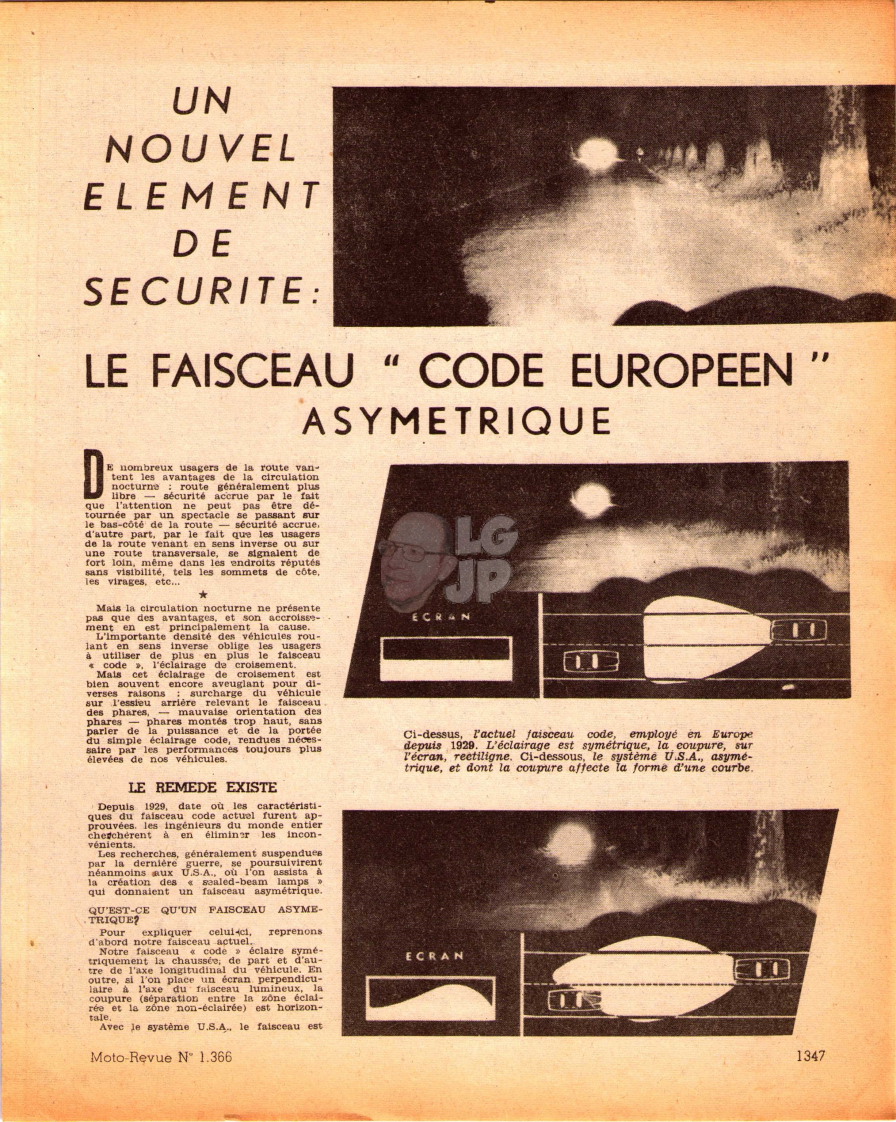 UN
NOUVEL
ELEMENT
DE
SECURITE :
LE FAISCEAU “ CODE EUROPEEN ”
ASYMETRIQUE
DE nombreux usagers de la route van-
tent les avantages de la circulation
nocturne : route généralement plus
libre — sécurité accrue par le fait
que l'attention ne peut pas être dé-
tournée par un spectacle se passant sur
le bas-côté de la route — sécurité accrue,
d'autre part, par le fait que les usagers
de la route venant en sens inverse ou sur
une route transversale, se signalent de
fort loin, même dans les endroits réputés
sans visibilité, tels les sommets de côte,
les virages, etc...
★
Mais la circulation nocturne ne présente
pas que des avantages, et son accroisse-
ment en est principalement la cause.
L'importante densité des véhicules rou-
lant en sens inverse oblige les usagers
à utiliser de plus en plus le faisceau
« code », l'éclairage de croisement.
Mais cet éclairage de croisement est
bien souvent encore aveuglant pour di-
verses raisons : surcharge du véhicule
sur l'essieu arrière relevant le faisceau
des phares, — mauvaise orientation des
phares — phares montés trop haut, sans
parler de la puissance et de la portée
du simple éclairage code, rendues néces-
saire par les performances toujours plus
élevées de nos véhicules.
LE REMEDE EXISTE
Depuis 1929, date où les caractéristi-
ques du faisceau code actuel furent ap-
prouvées, les ingénieurs du monde entier
cherchèrent à en éliminer les incon-
vénients.
Les recherches, généralement suspendues
par la dernière guerre, se poursuivirent
néanmoins aux U.S.A., où l'on assista à
la création des « sealed-beam lamps »
qui donnaient un faisceau asymétrique.
QU'EST-CE QU'UN FAISCEAU ASYME-
TRIQUE?
Pour expliquer celui-ci, reprenons
d'abord notre faisceau actuel.
Notre faisceau « code » éclaire symé-
triquement la chaussée, de part et d'au-
tre de l'axe longitudinal du véhicule. En
outre, si l'on place un écran perpendicu-
laire à l'axe du faisceau lumineux, la
coupure (séparation entre la zône éclai-
rée et la zône non-éclairée) est horizon-
tale.
Avec le système U.S.A., le faisceau est
LG
JP
ECRAN
Ci-dessus, l'actuel faisceau code, employé en Europe
depuis 1929. L'éclairage est symétrique, la coupure, sur
l'écran, rectiligne. Ci-dessous, le système U.S.A., asymé-
trique, et dont la coupure affecte la forme d'une courbe.
ECRAN
Moto-Revue N° 1.366
1347